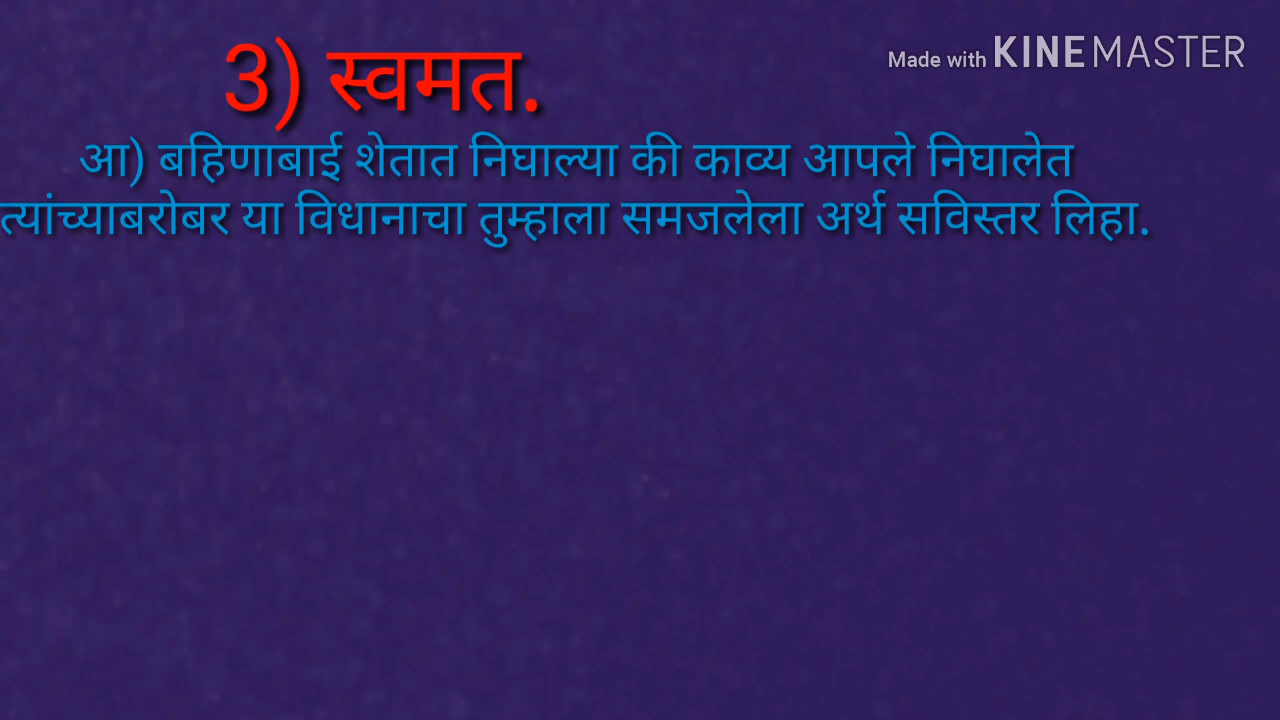 3) स्वमत.
Made with KINEMASTER
आ) बहिणाबाई शेतात निघाल्या की काव्य आपले निघालेत
त्यांच्याबरोबर या विधानाचा तुम्हाला समजलेला अर्थ सविस्तर लिहा.